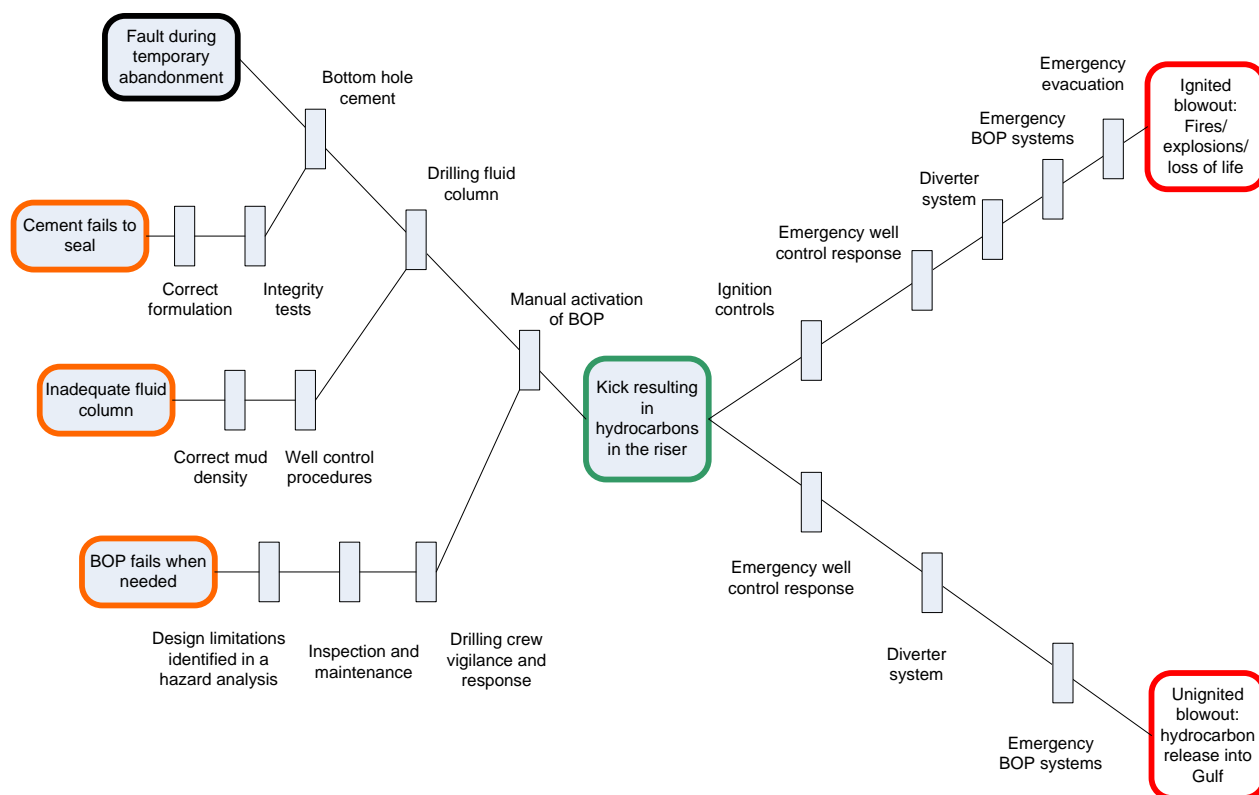 Fault during
temporary
abandonment
Bottom hole
cement
Drilling fluid
column
Cement fails to
seal
Correct
formulation
Integrity
tests
Manual activation
of BOP
Inadequate fluid
column
Correct mud
density
Well control
procedures
BOP fails when
needed
Design limitations
identified in a
hazard analysis
Inspection and
maintenance
Drilling crew
vigilance and
response
Kick resulting
in
hydrocarbons
in the riser
Ignition
controls
Emergency well
control response
Diverter
system
Emergency
BOP systems
Emergency
evacuation
Ignited
blowout:
Fires/
explosions/
loss of life
Emergency well
control response
Diverter
system
Emergency
BOP systems
Unignited
blowout:
hydrocarbon
release into
Gulf